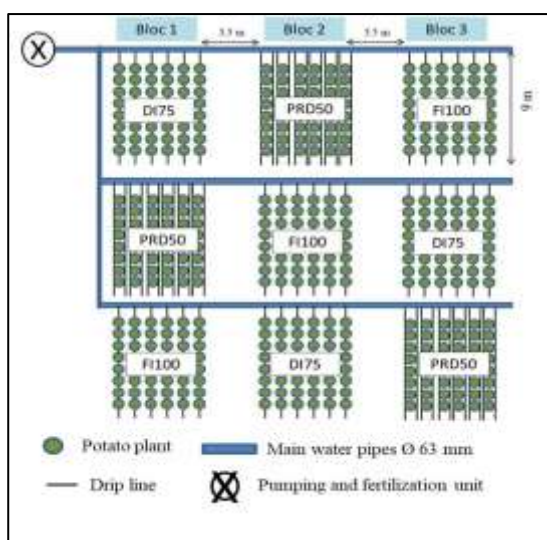 Bloc 1 Bloc 2 Bloc 3
3.5 m 3.5 m
9 m
DI75 PRD50 FI100
PRD50 FI100 DI75
FI100 DI75 PRD50
Potato plant Main water pipes Ø 63 mm
Drip line X Pumping and fertilization unit